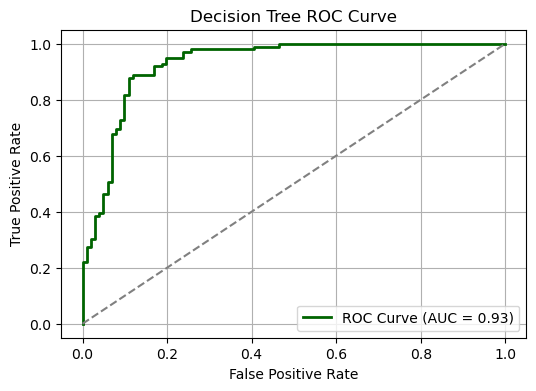 Decision Tree ROC Curve
True Positive Rate
1.0
0.8
0.6
0.4
0.2
0.0
ROC Curve (AUC = 0.93)
0.0 0.2 0.4 0.6 0.8 1.0
False Positive Rate